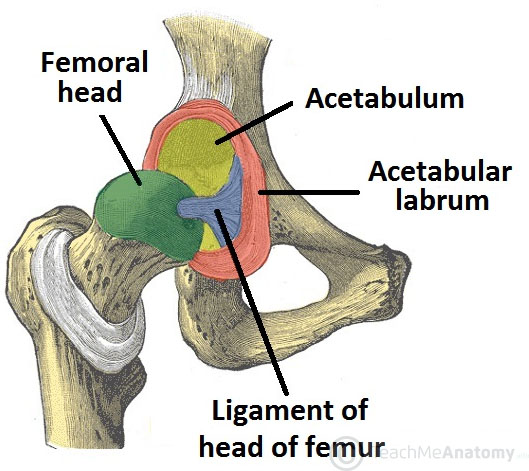 Femoral
head
Acetabulum
Acetabular
labrum
Ligament of
head of femur
TeachMeAnatomy